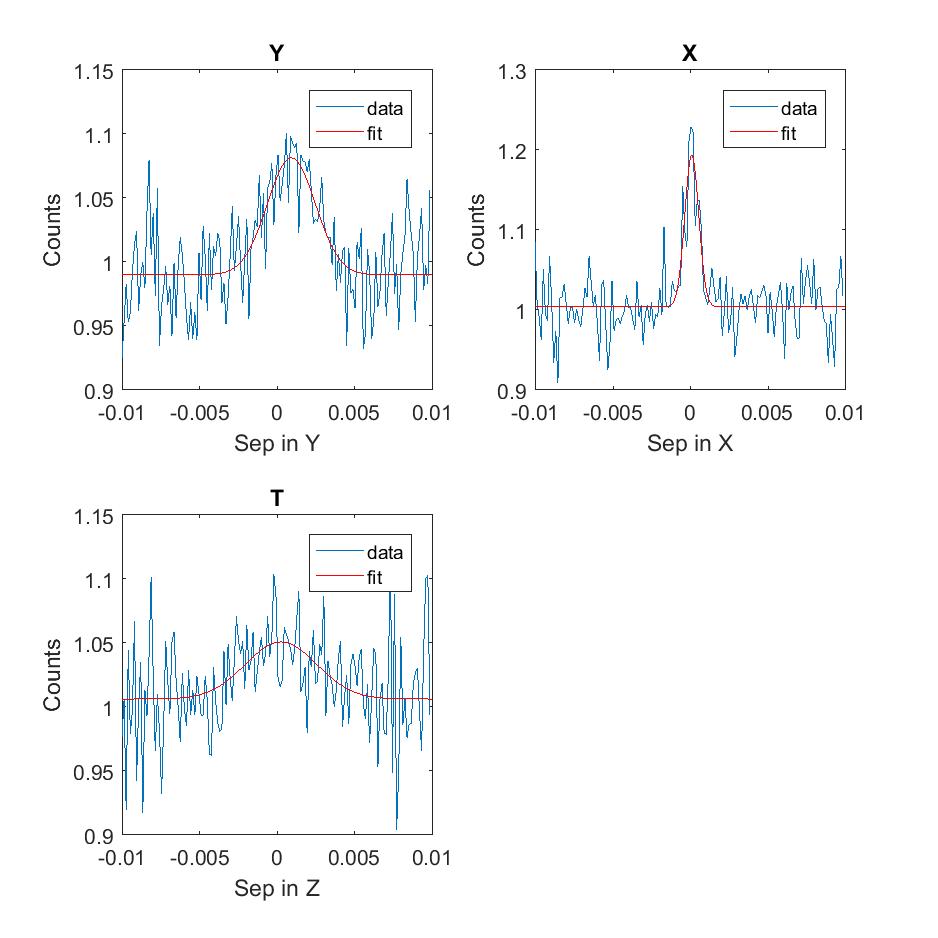 Y
1.15
1.1
1.05
1
0.95
0.9
Counts
data
fit
-0.01 -0.005 0 0.005 0.01
Sep in Y
X
1.3
1.2
1.1
1
0.9
Counts
data
fit
-0.01 -0.005 0 0.005 0.01
Sep in X
T
1.15
1.1
1.05
1
0.95
0.9
Counts
data
fit
-0.01 -0.005 0 0.005 0.01
Sep in Z